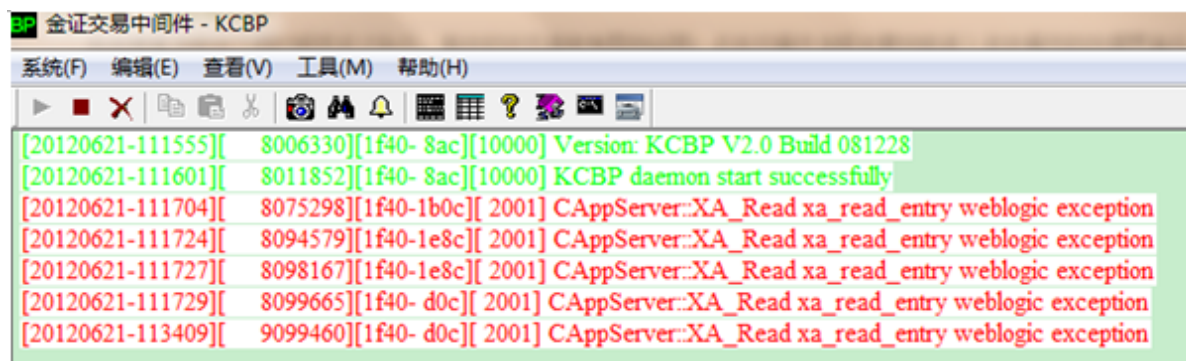 BP 金证交易中间件 - KCBP
系统(F) 编辑(E) 查看(V) 工具(M) 帮助(H)
[20120621-111555][ 8006330][1f40- 8ac][10000] Version: KCBP V2.0 Build 081228
[20120621-111601][ 8011852][1f40- 8ac][10000] KCBP daemon start successfully
[20120621-111704][ 8075298][1f40-1b0c][ 2001] CAppServer::XA_Read xa_read_entry weblogic exception
[20120621-111724][ 8094579][1f40-1e8c][ 2001] CAppServer::XA_Read xa_read_entry weblogic exception
[20120621-111727][ 8098167][1f40-1e8c][ 2001] CAppServer::XA_Read xa_read_entry weblogic exception
[20120621-111729][ 8099665][1f40- d0c][ 2001] CAppServer::XA_Read xa_read_entry weblogic exception
[20120621-113409][ 9099460][1f40- d0c][ 2001] CAppServer::XA_Read xa_read_entry weblogic exception